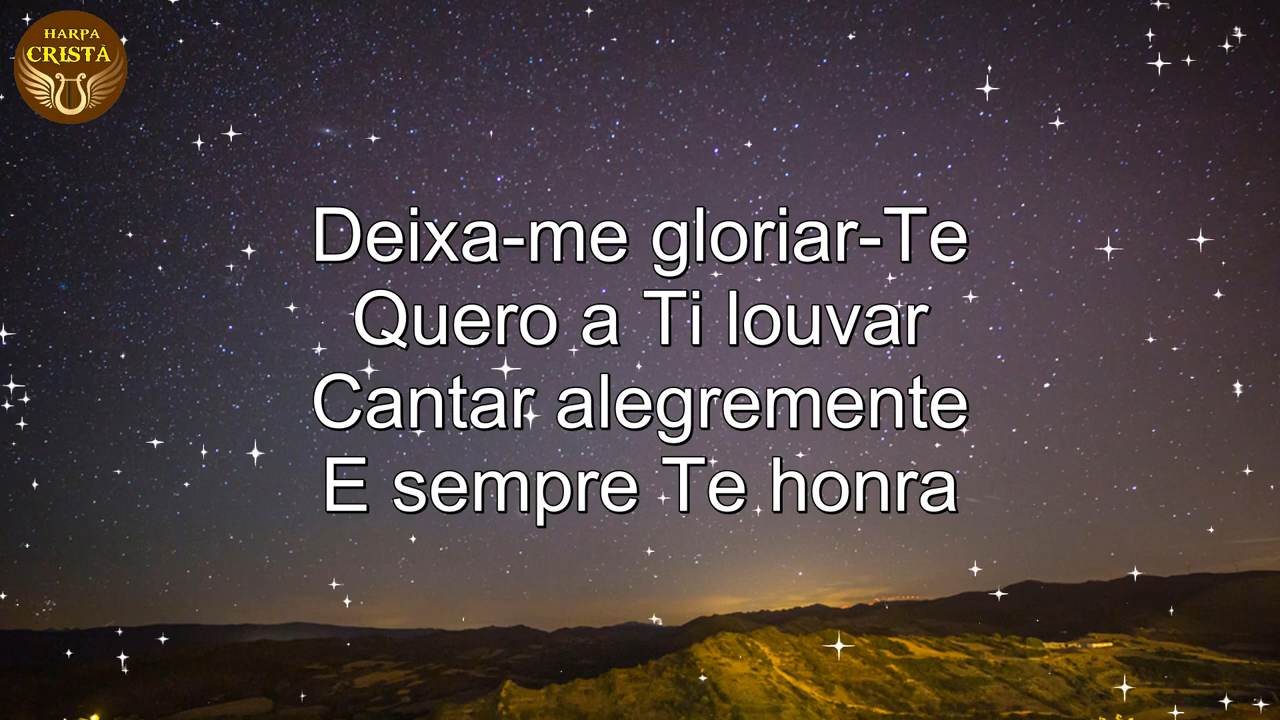 HARPA
CRISTÃ
Deixa-me gloriar-Te
Quero a Ti louvar
Cantar alegremente
E sempre Te honra